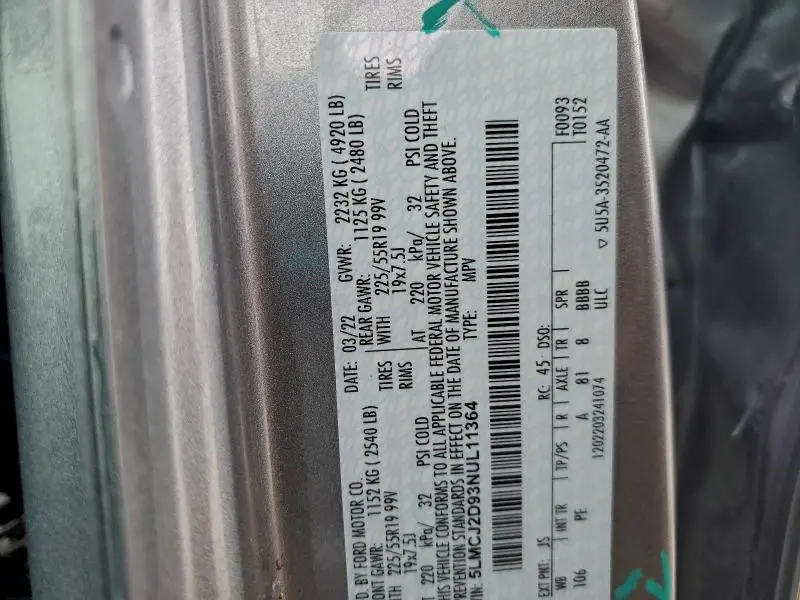 D. BY FORD MOTOR CO. DATE: 03/22 GVWR: 2232 KG ( 4920 LB)
ONT GAWR: 1152 KG ( 2540 LB) REAR GAWR: 1125 KG ( 2480 LB)
225/55R19 99V TIRES WITH 225/55R19 99V TIRES
19x7.5J RIMS 19x7.5J RIMS
220 kPa/ 32 PSI COLD AT 220 kPa/ 32 PSI COLD
HIS VEHICLE CONFORMS TO ALL APPLICABLE FEDERAL MOTOR VEHICLE SAFETY AND THEFT
REVENTION STANDARDS IN EFFECT ON THE DATE OF MANUFACTURE SHOWN ABOVE.
VIN: 5LMCJ2D93NUL11364 TYPE: MPV
EXT PNT: JS RC: 45 DSO: F0093
WB INT TR TP/PS R AXLE TR SPR T0152
106 PE A 81 8 BBBB
1202203241074 ULC
▽ 5U5A-3520472-AA